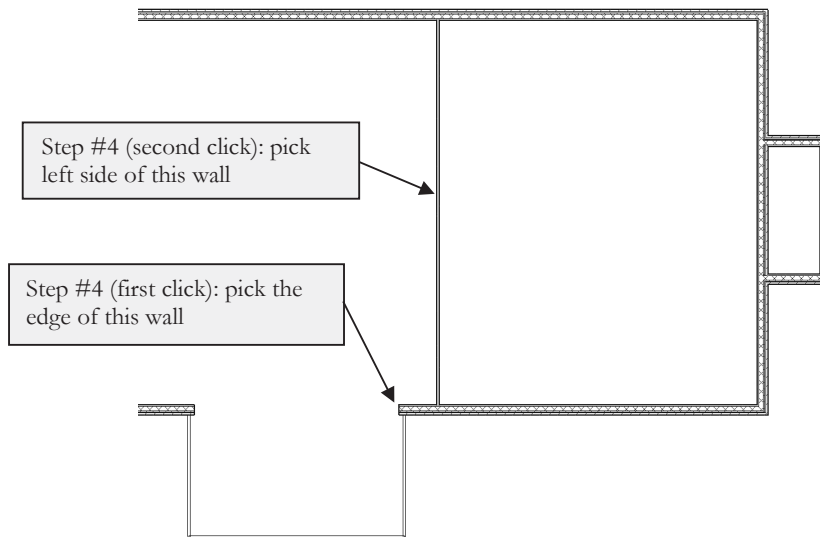 Step #4 (second click): pick
left side of this wall
Step #4 (first click): pick the
edge of this wall